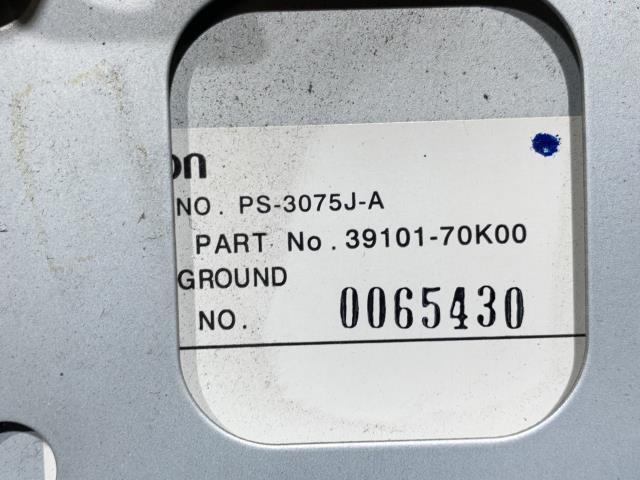 on
NO. PS-3075J-A
PART No. 39101-70K00
GROUND
NO. 0065430